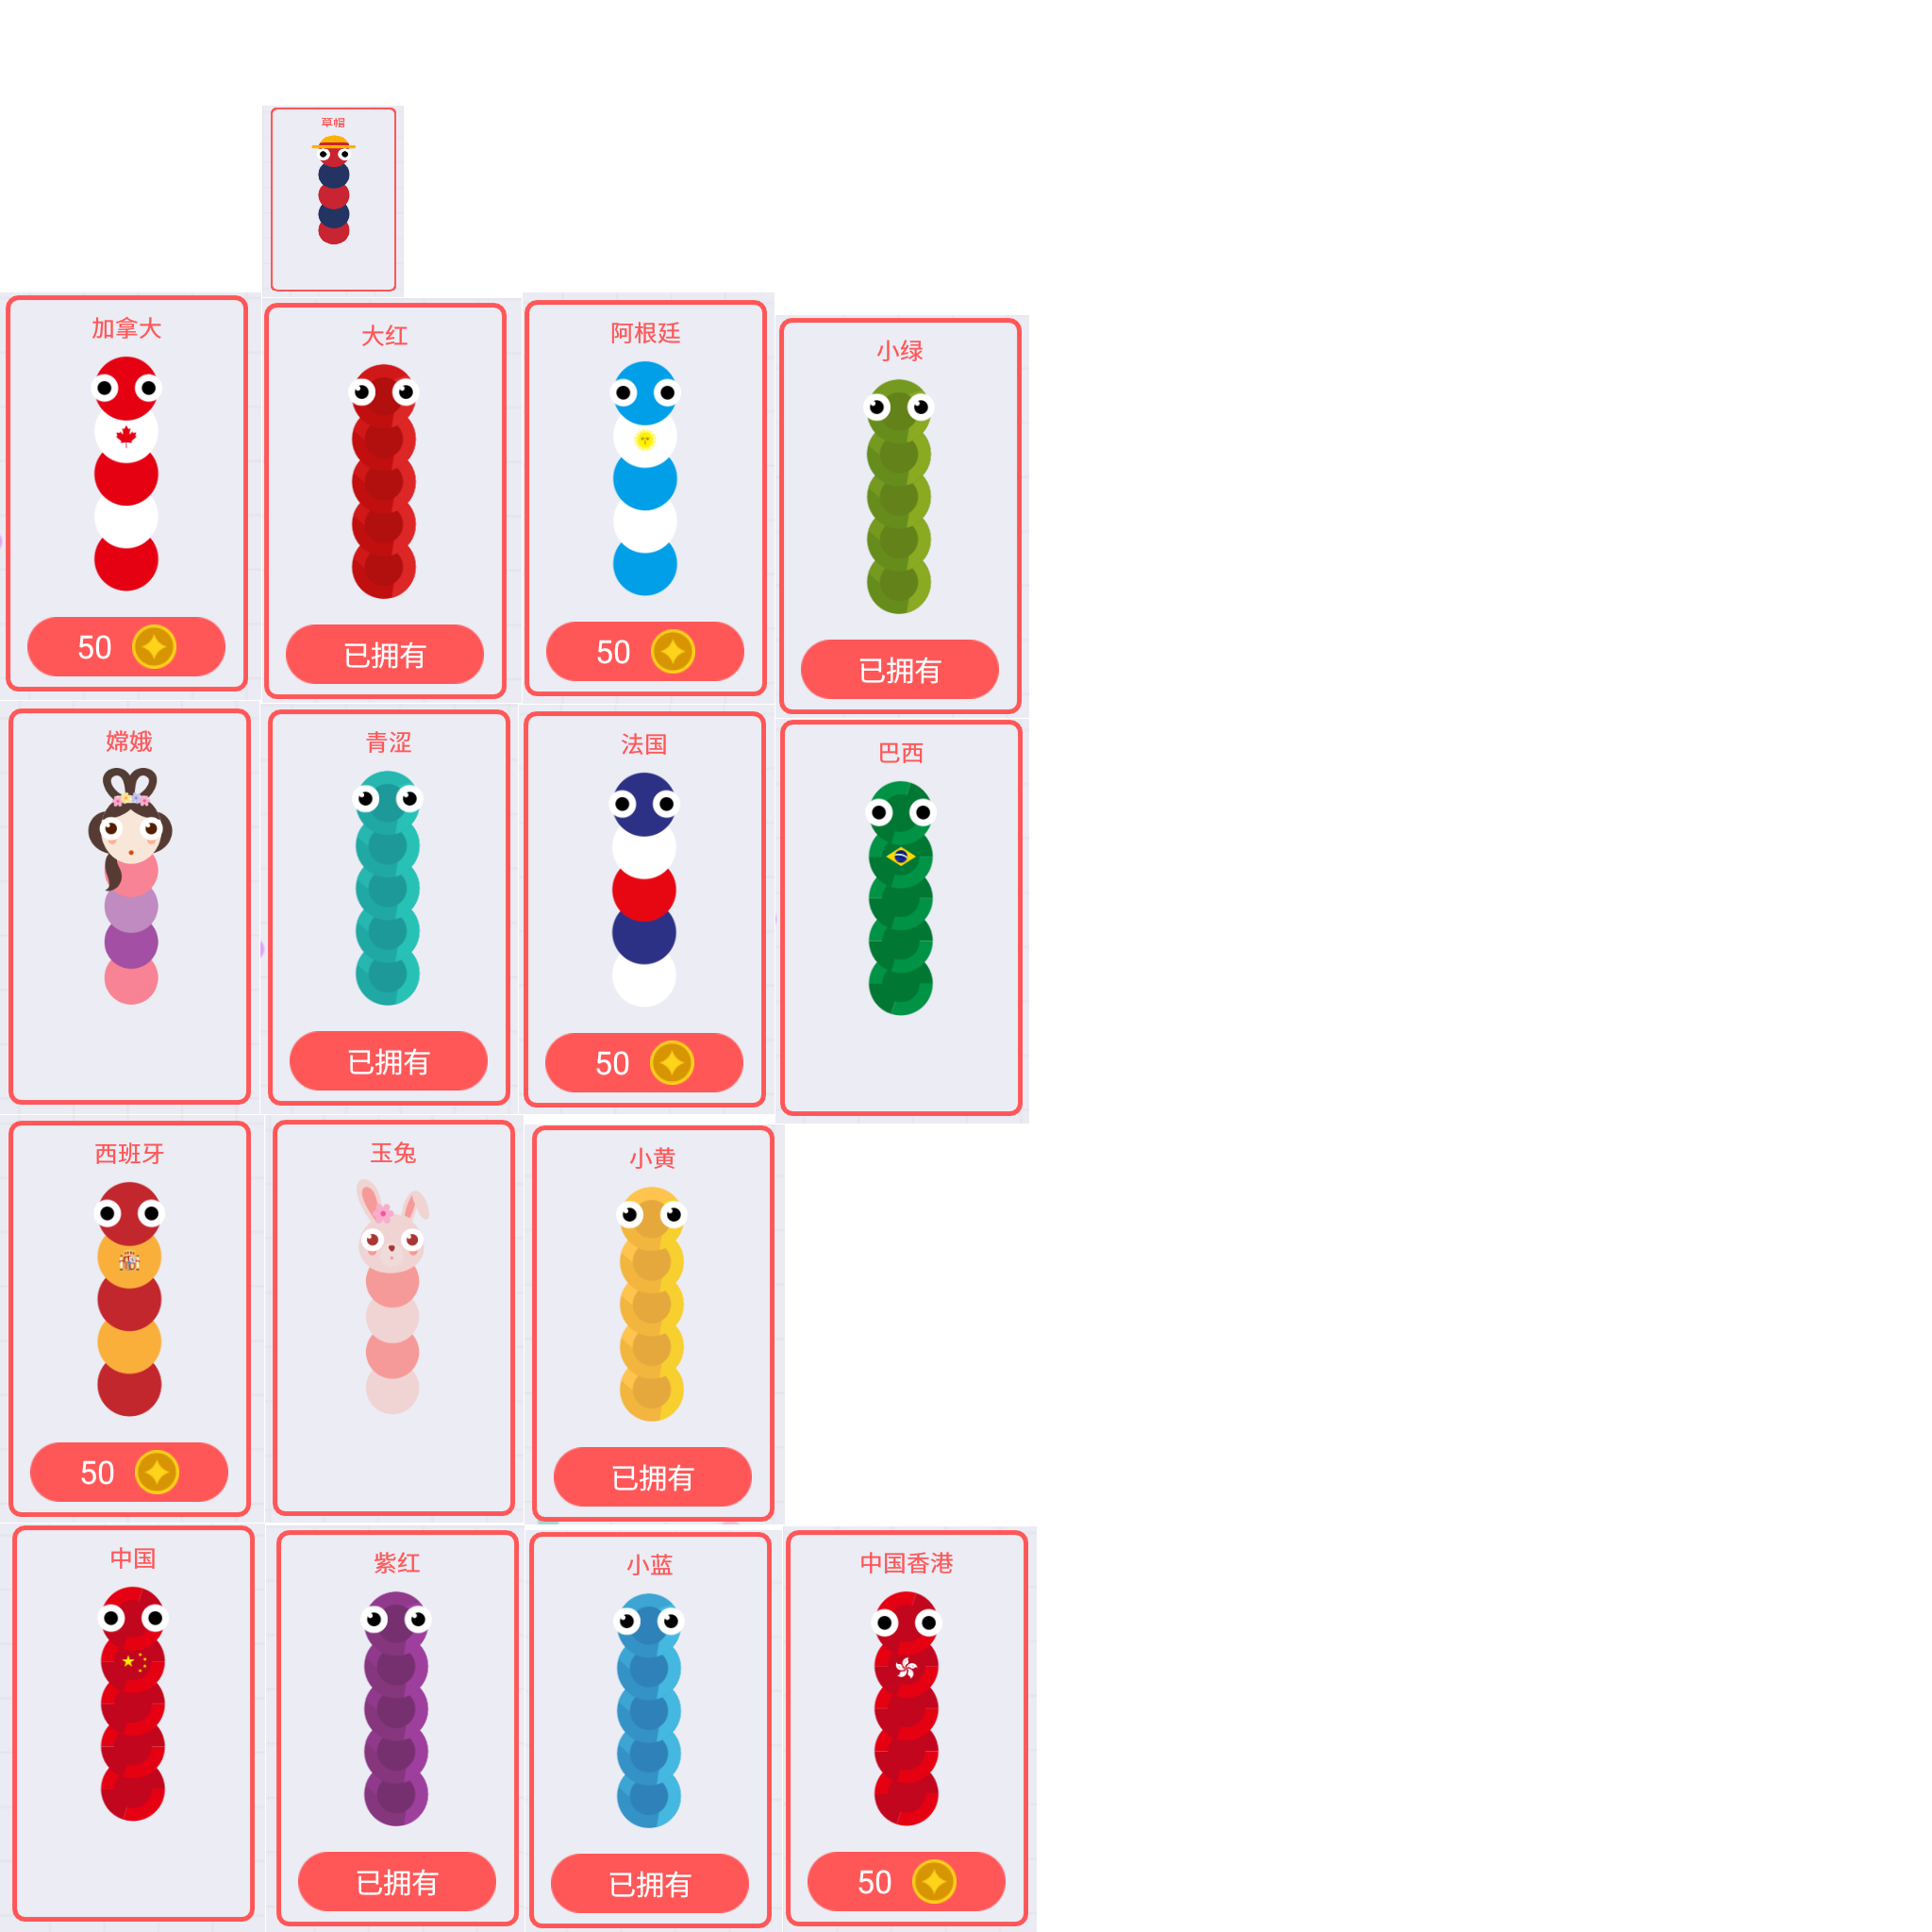 草帽
加拿大
50
大红
已拥有
阿根廷
50
小绿
已拥有
嫦娥
青涩
已拥有
法国
50
巴西
西班牙
50
玉兔
小黄
已拥有
中国
紫红
已拥有
小蓝
已拥有
中国香港
50